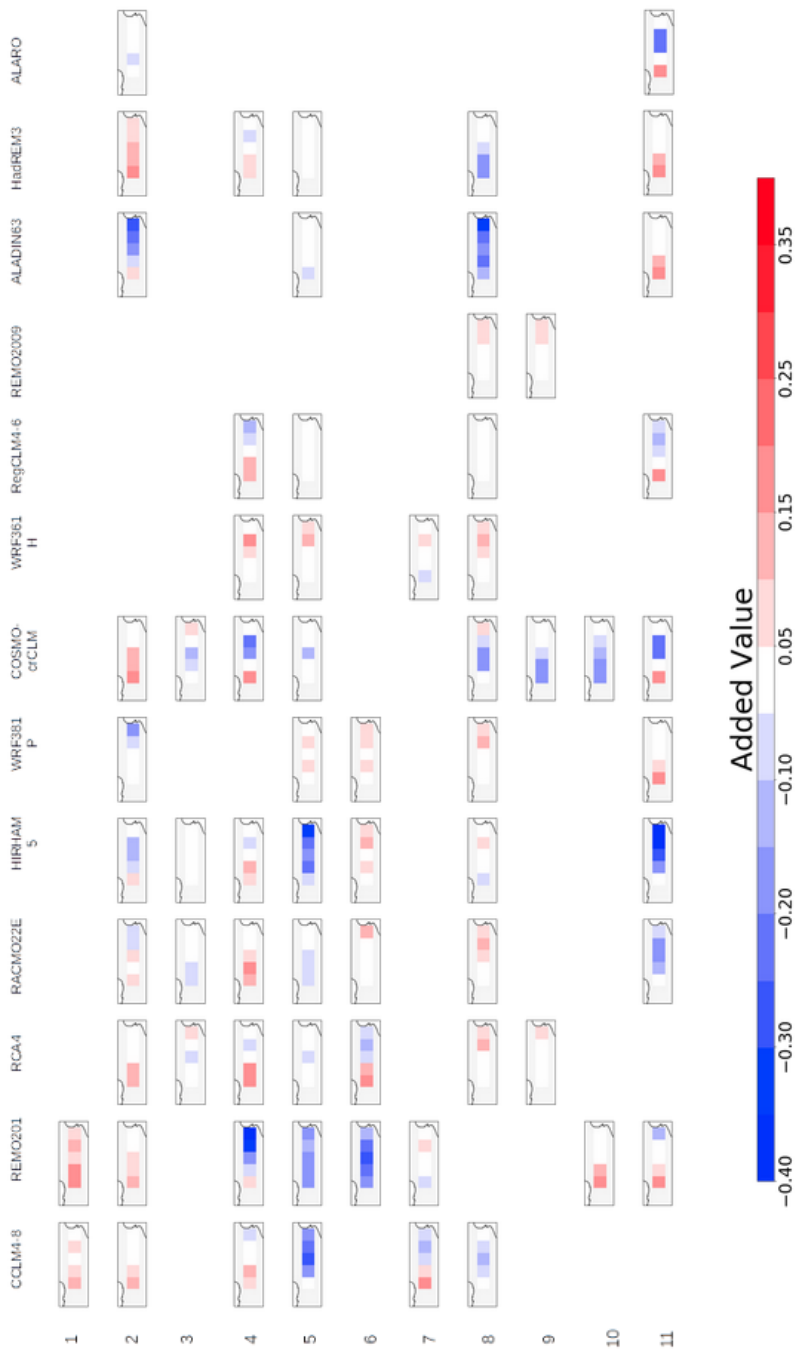 CCLM4-8
REMO201
RCA4
RACMO22E
HIRHAM
5
WRF381
P
COSMO-
crCLM
WRF361
H
RegCLM4-6
REMO2009
ALADIN63
HadREM3
ALARO
1
2
3
4
5
6
7
8
9
10
11
Added Value
−0.40
−0.30
−0.20
−0.10
0.05
0.15
0.25
0.35